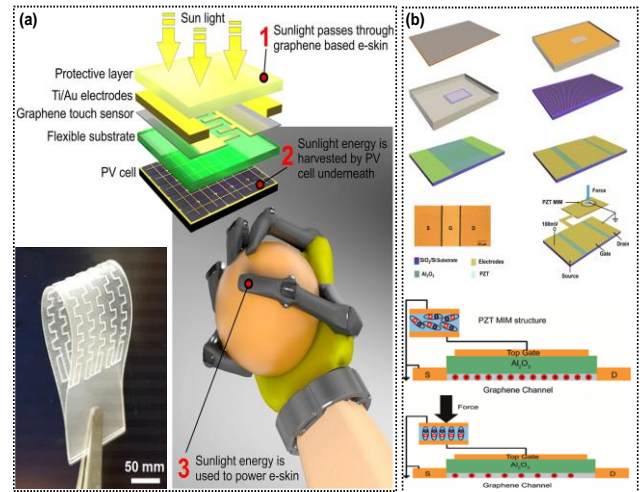 (a)
Sun light
1 Sunlight passes through
graphene based e-skin
Protective layer
Ti/Au electrodes
Graphene touch sensor
Flexible substrate
PV cell
2 Sunlight energy is
harvested by PV
cell underneath
3 Sunlight energy is
used to power e-skin
50 mm
(b)
Force
PZT MIM
100mV
S G D
Drain
Gate
Source
SiO2/Si Substrate
Electrodes
Al2O3
PZT
PZT MIM structure
Top Gate
Al2O3
S
D
Graphene Channel
Force
Top Gate
Al2O3
S
D
Graphene Channel